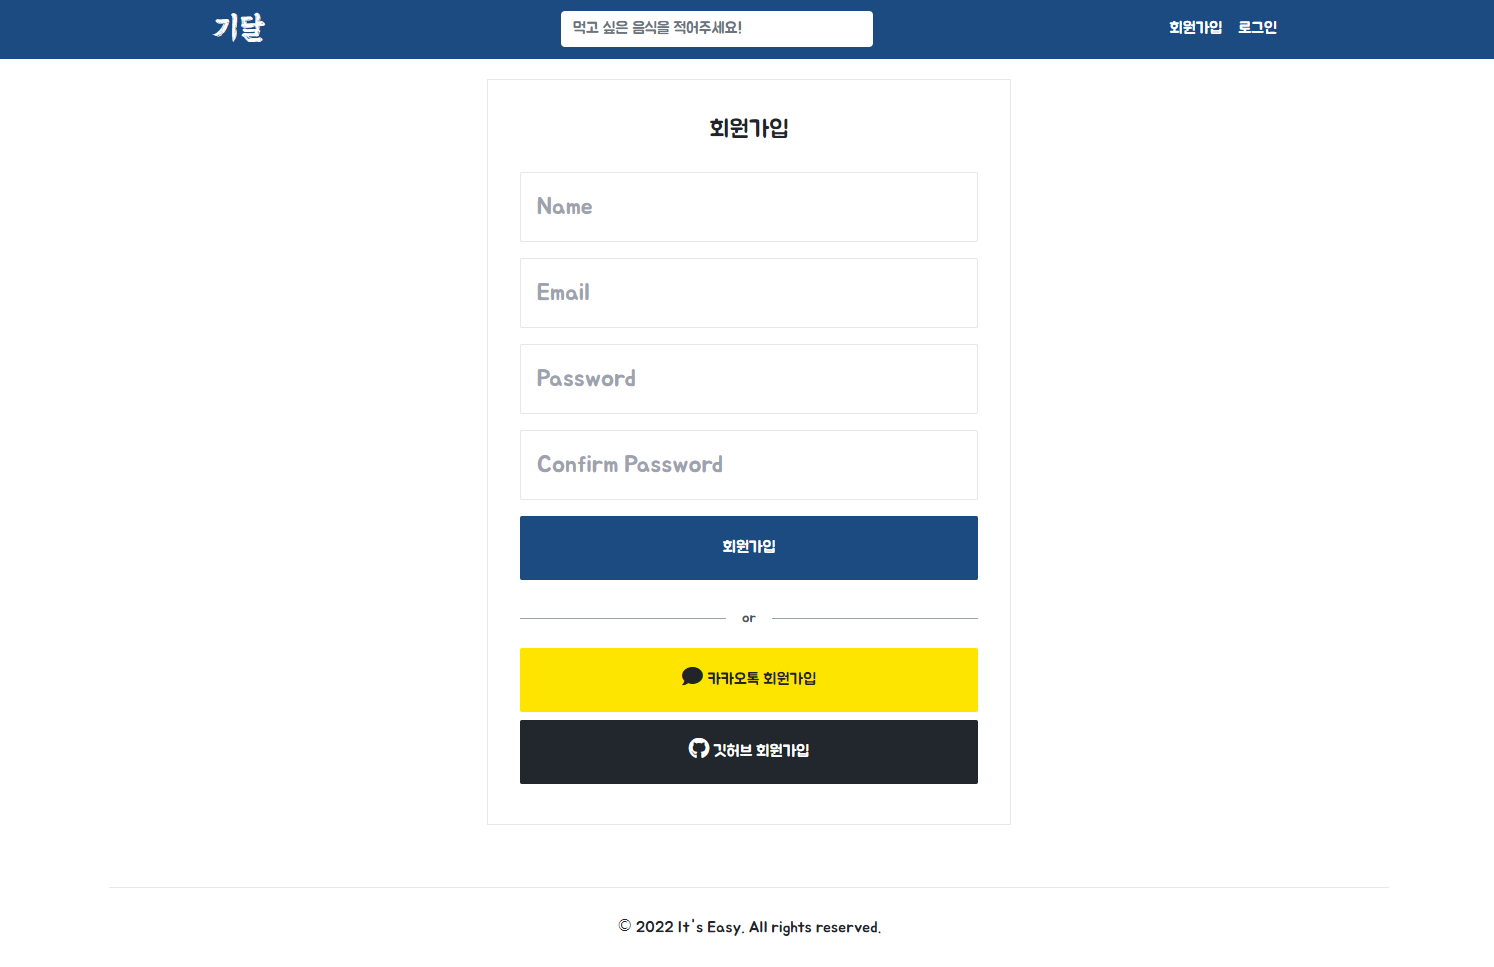 기달
먹고 싶은 음식을 적어주세요!
회원가입 로그인
회원가입
Name
Email
Password
Confirm Password
회원가입
or
카카오톡 회원가입
깃허브 회원가입
© 2022 It's Easy. All rights reserved.